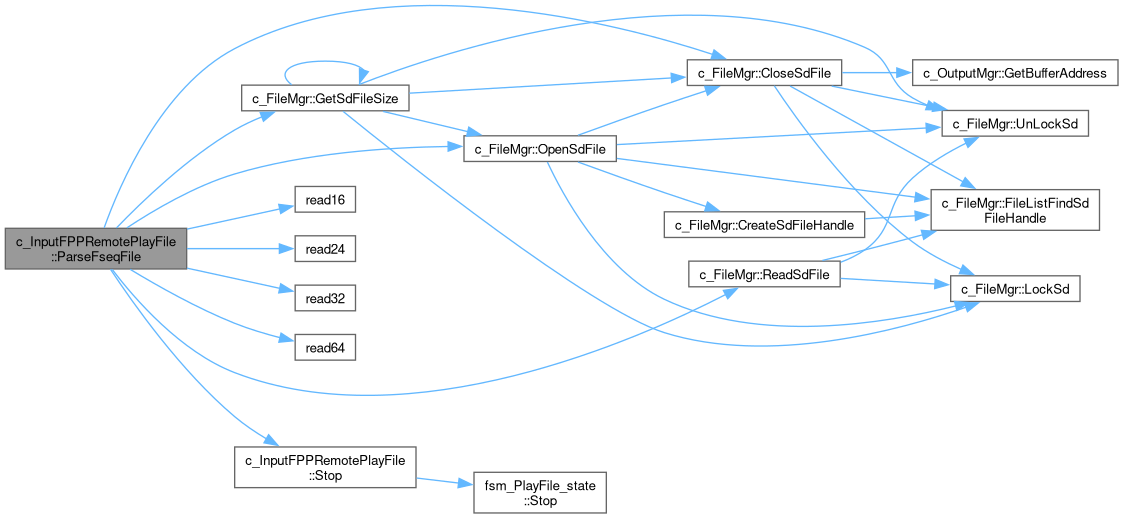 c_InputFPPRemotePlayFile
::ParseFseqFile
c_FileMgr::GetSdFileSize
read16
read24
read32
read64
c_InputFPPRemotePlayFile
::Stop
c_FileMgr::OpenSdFile
fsm_PlayFile_state
::Stop
c_FileMgr::CloseSdFile
c_FileMgr::CreateSdFileHandle
c_FileMgr::ReadSdFile
c_OutputMgr::GetBufferAddress
c_FileMgr::UnLockSd
c_FileMgr::FileListFindSd
FileHandle
c_FileMgr::LockSd